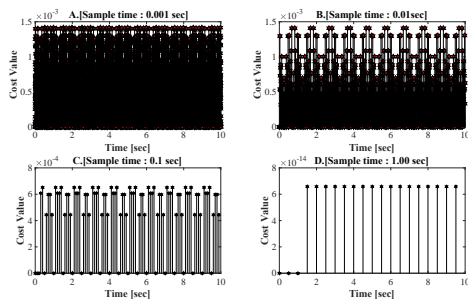 A.[Sample time : 0.001 sec]
×10⁻³
Cost Value
1.5
1
0.5
0
0 2 4 6 8 10
Time [sec]
B.[Sample time : 0.01sec]
×10⁻³
Cost Value
1.5
1
0.5
0
0 2 4 6 8 10
Time [sec]
C.[Sample time : 0.1 sec]
×10⁻⁴
Cost Value
8
6
4
2
0
0 2 4 6 8 10
Time [sec]
D.[Sample time : 1.00 sec]
×10⁻¹⁴
Cost Value
8
6
4
2
0
0 2 4 6 8 10
Time [sec]